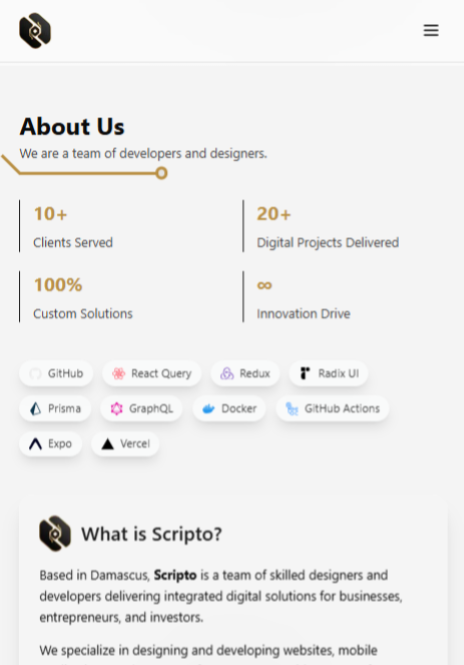 About Us
We are a team of developers and designers.
10+
20+
Clients Served
Digital Projects Delivered
100%
∞
Custom Solutions
Innovation Drive
GitHub React Query Redux Radix UI
Prisma GraphQL Docker GitHub Actions
Expo Vercel
What is Scripto?
Based in Damascus, Scripto is a team of skilled designers and
developers delivering integrated digital solutions for businesses,
entrepreneurs, and investors.
We specialize in designing and developing websites, mobile